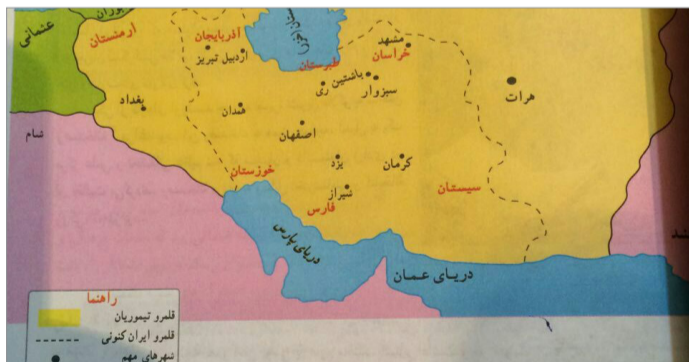 عثمانی
ارمنستان
آذربایجان
مشهد
خراسان
اردبیل
تبریز
طبرستان
باشتین
ری
سبزوار
هرات
بغداد
همدان
شام
اصفهان
یزد
کرمان
خوزستان
سیستان
شیراز
فارس
دریای پارس
دریای عمان
راهنما
قلمرو تیموریان
قلمرو ایران کنونی
شهرهای مهم